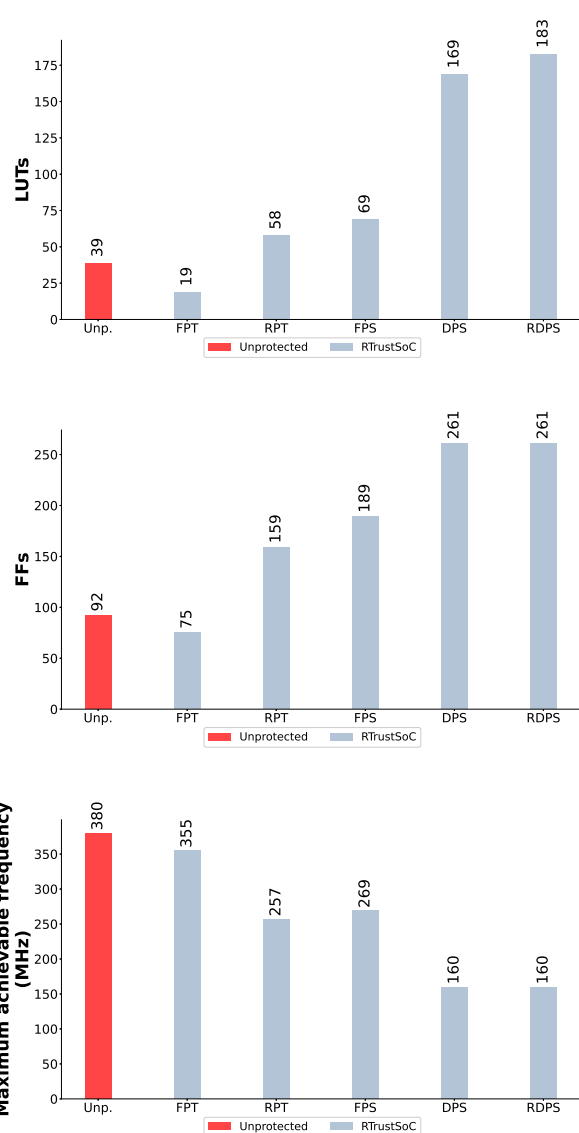 183
169
175
150
125
100
75
50
25
0
LUTs
39
19
58
69
Unp.
FPT
RPT
FPS
DPS
RDPS
Unprotected
RTrustSoC
261
261
250
200
150
100
50
0
FFs
92
75
159
189
Unp.
FPT
RPT
FPS
DPS
RDPS
Unprotected
RTrustSoC
Maximum achievable frequency
(MHz)
350
300
250
200
150
100
50
0
380
355
257
269
160
160
Unp.
FPT
RPT
FPS
DPS
RDPS
Unprotected
RTrustSoC